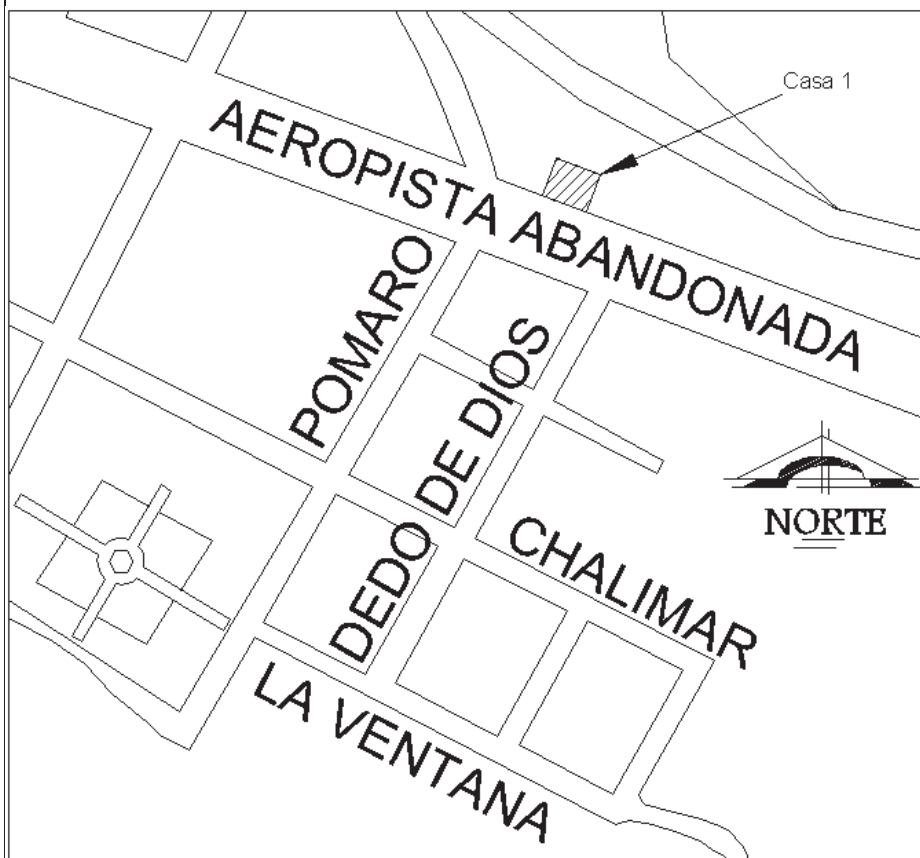 Casa 1
AEROPISTA ABANDONADA
POMARO
DEDO DE DIOS
NORTE
CHALIMAR
LA VENTANA